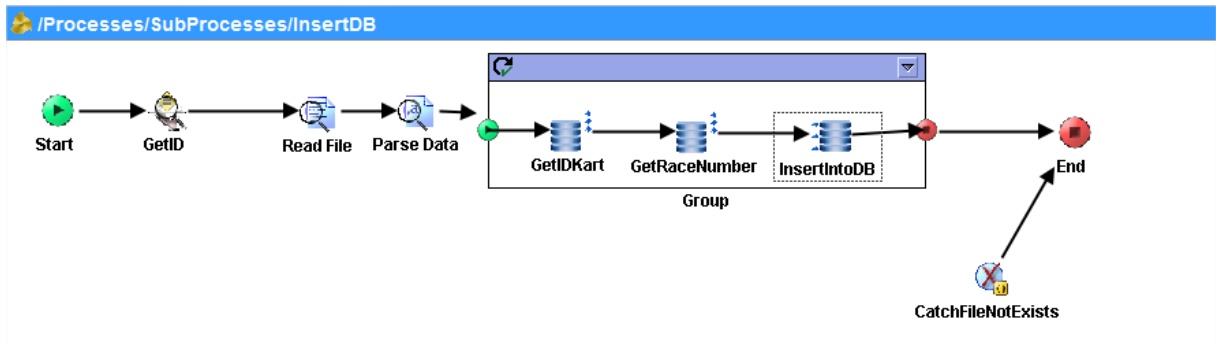 /Processes/SubProcesses/InsertDB
Start
GetID
Read File
Parse Data
GetIDKart
GetRaceNumber
InsertIntoDB
Group
End
CatchFileNotExists